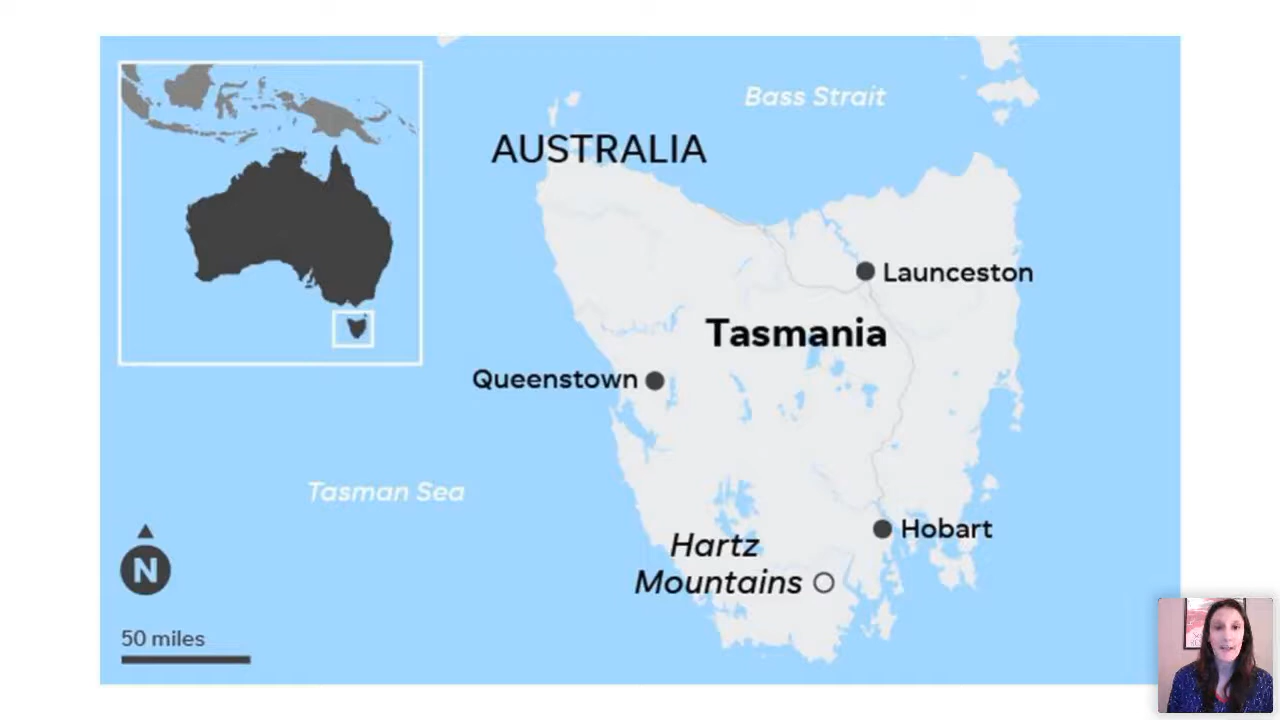 Bass Strait
AUSTRALIA
Launceston
Tasmania
Queenstown
Tasman Sea
Hobart
Hartz
Mountains
N
50 miles